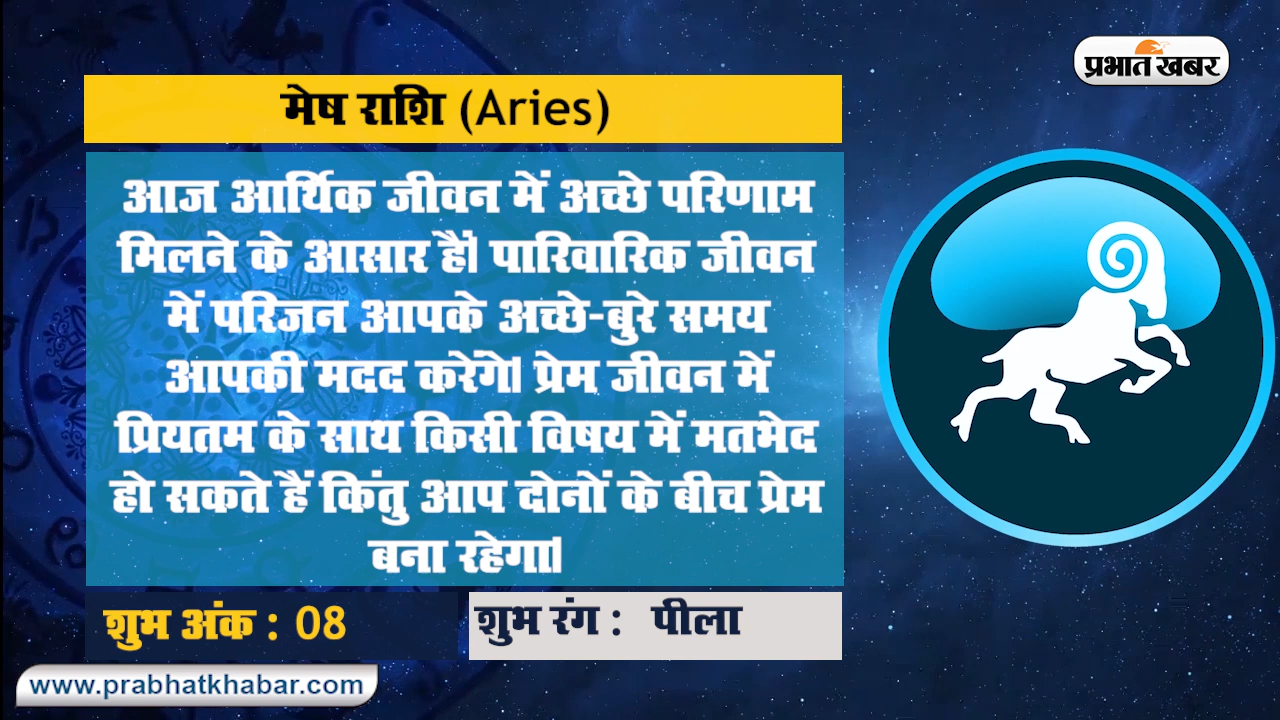 प्रभात खबर
मेष राशि (Aries)
आज आर्थिक जीवन में अच्छे परिणाम
मिलने के आसार हैं। पारिवारिक जीवन
में परिजन आपके अच्छे-बुरे समय
आपकी मदद करेंगे। प्रेम जीवन में
प्रियतम के साथ किसी विषय में मतभेद
हो सकते हैं किंतु आप दोनों के बीच प्रेम
बना रहेगा।
शुभ अंक : 08
शुभ रंग : पीला
www.prabhatkhabar.com